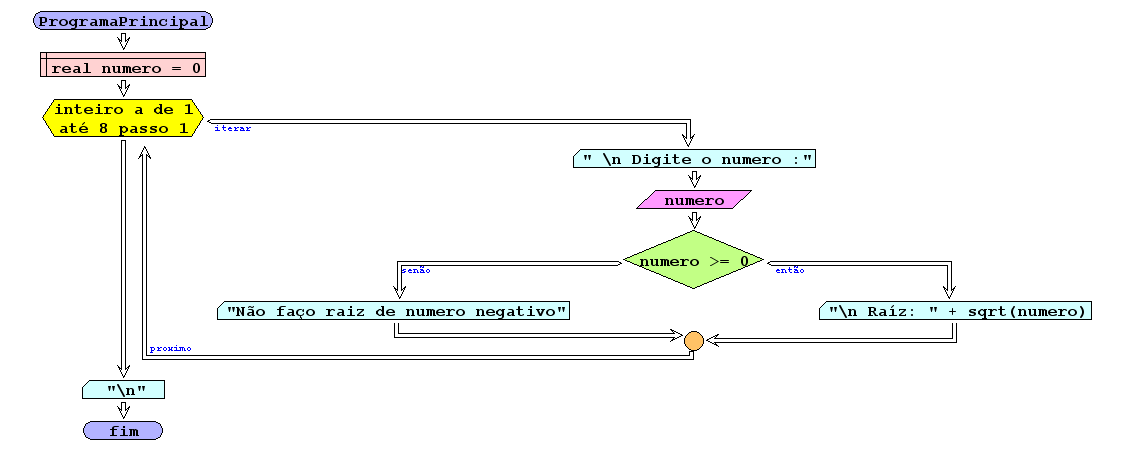 ProgramaPrincipal
real numero = 0
inteiro a de 1
até 8 passo 1
iterar
" \n Digite o numero :"
numero
numero >= 0
senão
então
"Não faço raiz de numero negativo"
"\n Raíz: " + sqrt(numero)
proximo
"\n"
fim